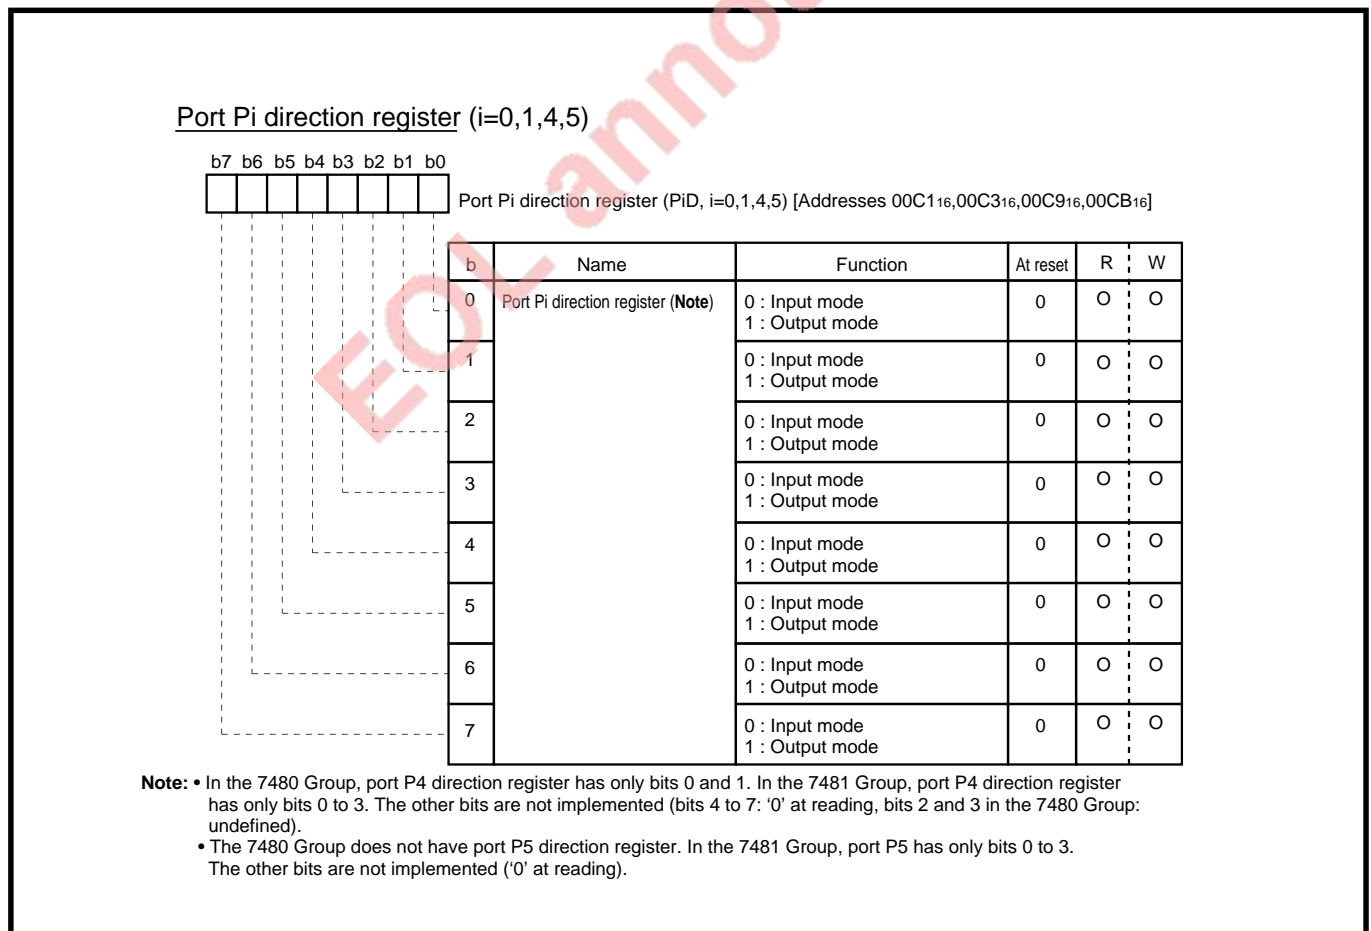 EOL anno
Port Pi direction register (i=0,1,4,5)
b7 b6 b5 b4 b3 b2 b1 b0
Port Pi direction register (PiD, i=0,1,4,5) [Addresses 00C116,00C316,00C916,00CB16]
b Name Function At reset R W
0 Port Pi direction register (Note) 0 : Input mode 0 O O
1 : Output mode
1 0 : Input mode 0 O O
1 : Output mode
2 0 : Input mode 0 O O
1 : Output mode
3 0 : Input mode 0 O O
1 : Output mode
4 0 : Input mode 0 O O
1 : Output mode
5 0 : Input mode 0 O O
1 : Output mode
6 0 : Input mode 0 O O
1 : Output mode
7 0 : Input mode 0 O O
1 : Output mode
Note: • In the 7480 Group, port P4 direction register has only bits 0 and 1. In the 7481 Group, port P4 direction register
has only bits 0 to 3. The other bits are not implemented (bits 4 to 7: ‘0’ at reading, bits 2 and 3 in the 7480 Group:
undefined).
• The 7480 Group does not have port P5 direction register. In the 7481 Group, port P5 has only bits 0 to 3.
The other bits are not implemented (‘0’ at reading).